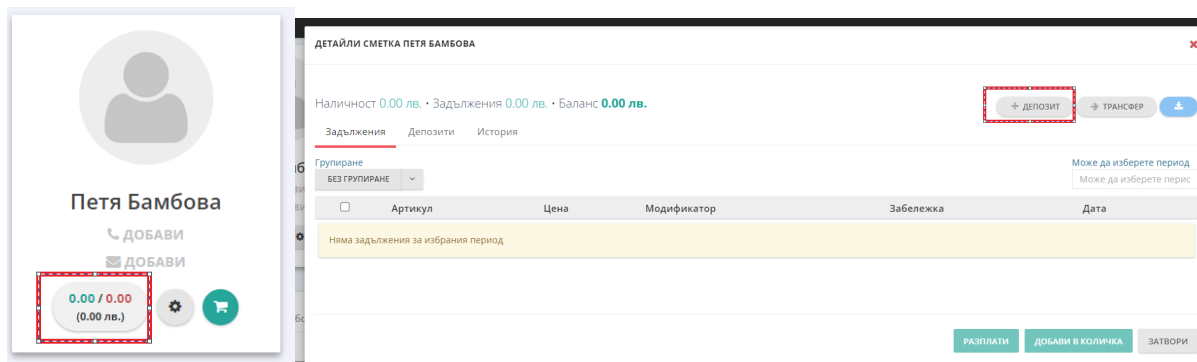 Петя Бамбова
ДОБАВИ
ДОБАВИ
0.00 / 0.00
(0.00 лв.)
ДЕТАЙЛИ СМЕТКА ПЕТЯ БАМБОВА
Наличност 0.00 лв. • Задължения 0.00 лв. • Баланс 0.00 лв.
ДЕПОЗИТ
ТРАНСФЕР
Задължения Депозити История
Групиране
Може да изберете период
БЕЗ ГРУПИРАНЕ
Може да изберете перис
Артикул Цена Модификатор Забележка Дата
Няма задължения за избрания период
РАЗПЛАТИ ДОБАВИ В КОЛИЧКА ЗАТВОРИ